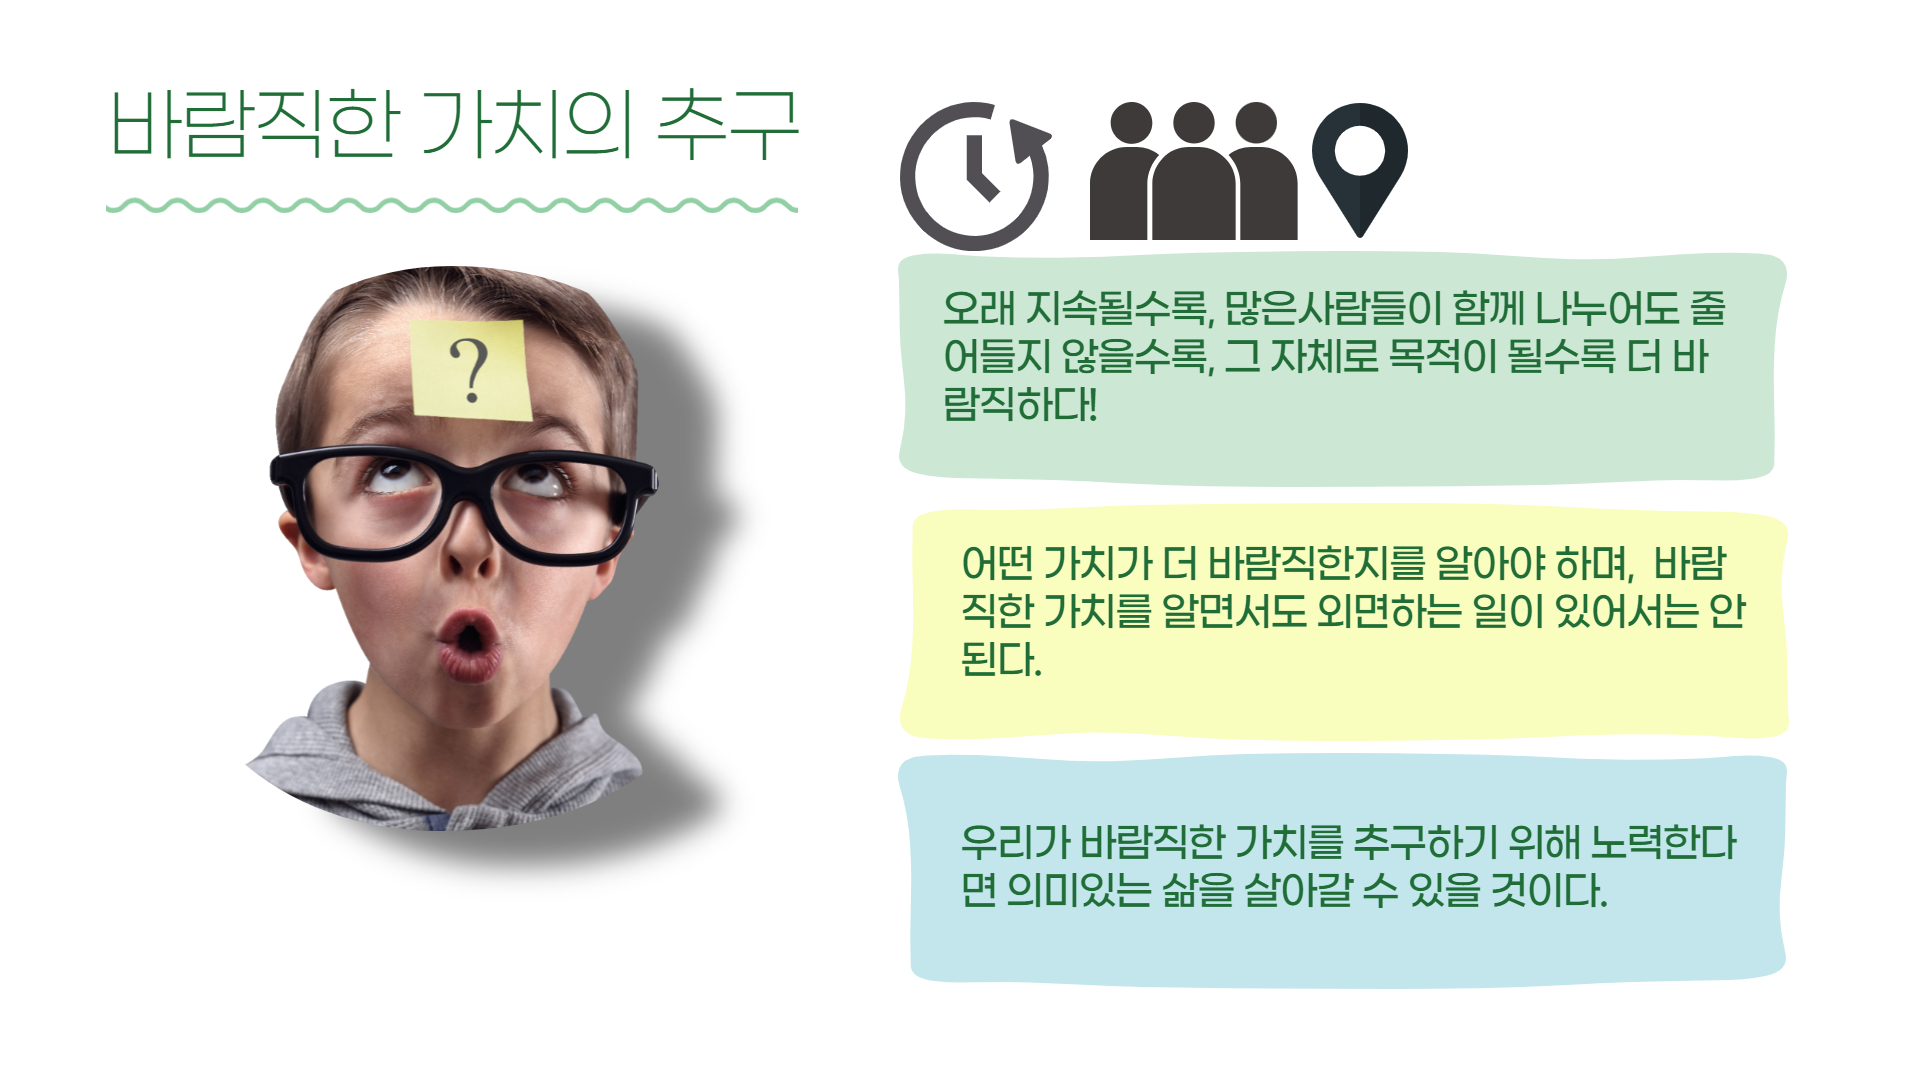 바람직한 가치의 추구
?
오래 지속될수록, 많은사람들이 함께 나누어도 줄
어들지 않을수록, 그 자체로 목적이 될수록 더 바
람직하다!
어떤 가치가 더 바람직한지를 알아야 하며,  바람
직한 가치를 알면서도 외면하는 일이 있어서는 안
된다.
우리가 바람직한 가치를 추구하기 위해 노력한다
면 의미있는 삶을 살아갈 수 있을 것이다.